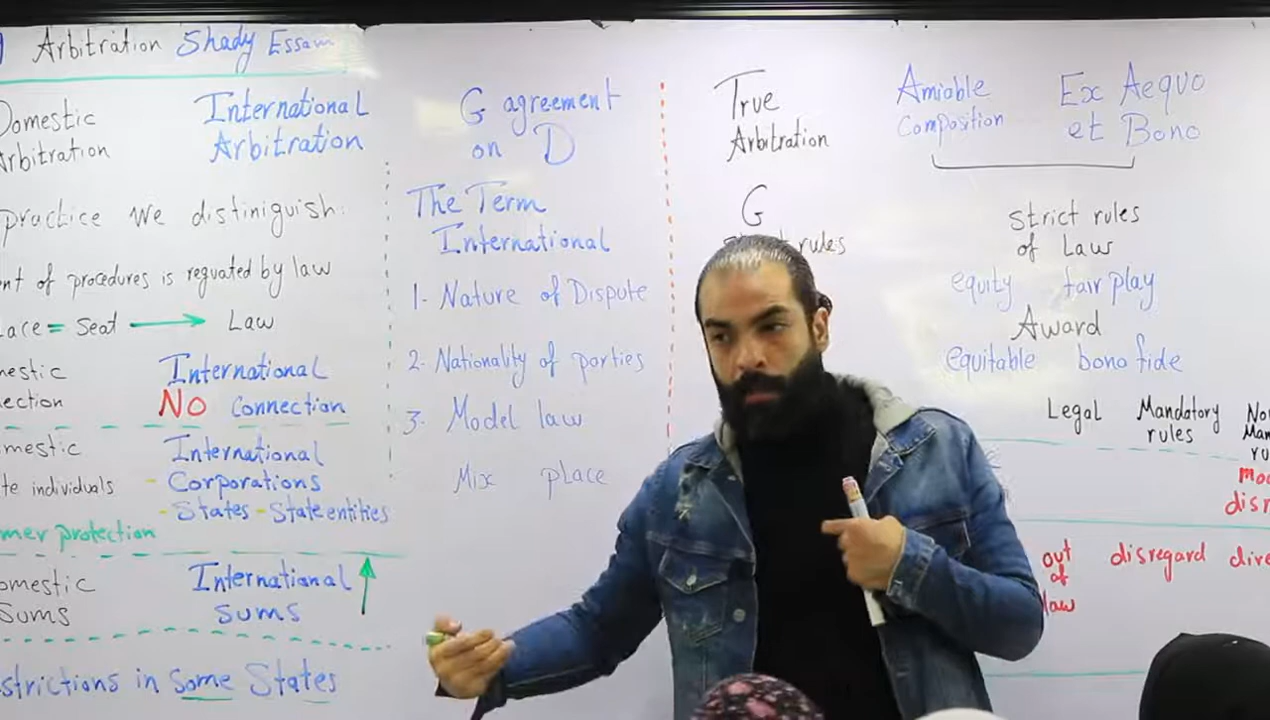 Arbitration Shady Essam
Domestic International
Arbitration Arbitration
practice We distiniguish:
of procedures is reguated by law
Place = Seat → Law
International
NO Connection
International
individuals - Corporations
- States - State entities
protection
Domestic International
Sums Sums
strictions in Some States
G agreement
on D
The Term
International
1- Nature of Dispute
2- Nationality of parties
3- Model law
Mix place
True
Arbitration
G
rules
Amiable Ex Aequo
Composition et Bono
strict rules
of Law
equity fair play
Award
equitable bono fide
Legal Mandatory
rules
out disregard
of
law